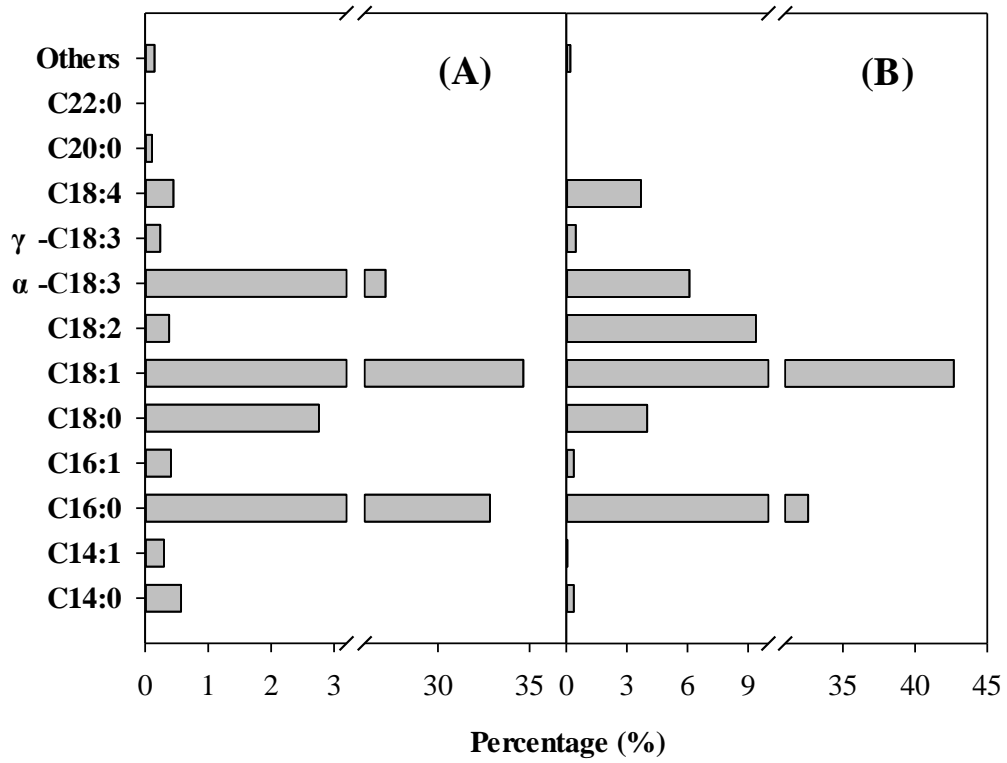 Others
(A)
(B)
C22:0
C20:0
C18:4
γ -C18:3
α -C18:3
C18:2
C18:1
C18:0
C16:1
C16:0
C14:1
C14:0
0 1 2 3 30 35 0 3 6 9 35 40 45
Percentage (%)